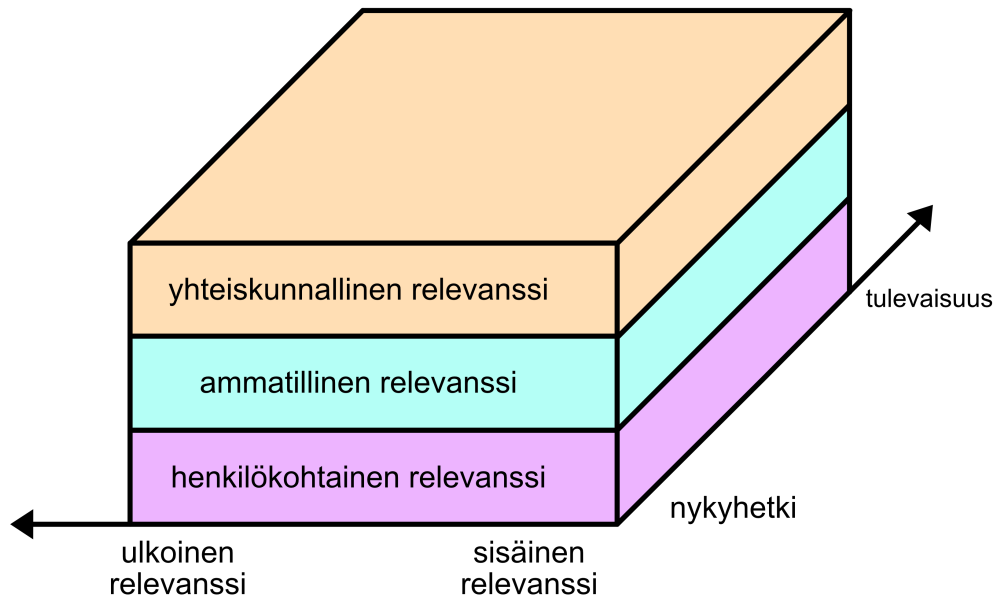 yhteiskunnallinen relevanssi
ammatillinen relevanssi
henkilökohtainen relevanssi
tulevaisuus
nykyhetki
ulkoinen
relevanssi
sisäinen
relevanssi